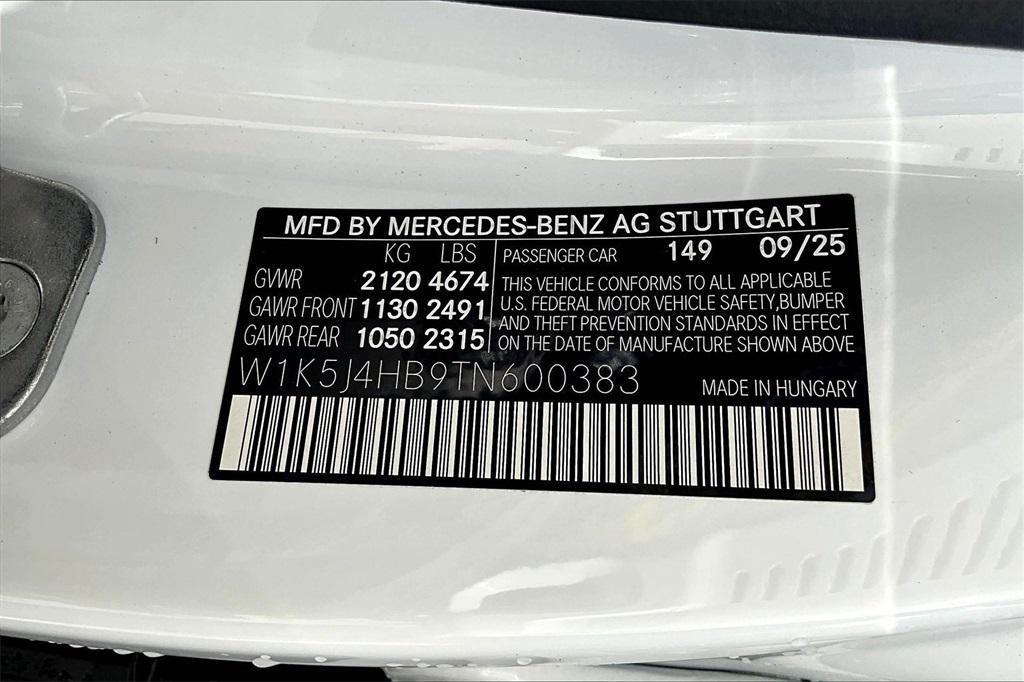 MFD BY MERCEDES-BENZ AG STUTTGART
KG LBS
GVWR 2120 4674
GAWR FRONT 1130 2491
GAWR REAR 1050 2315
PASSENGER CAR 149 09/25
THIS VEHICLE CONFORMS TO ALL APPLICABLE
U.S. FEDERAL MOTOR VEHICLE SAFETY,BUMPER
AND THEFT PREVENTION STANDARDS IN EFFECT
ON THE DATE OF MANUFACTURE SHOWN ABOVE
W1K5J4HB9TN600383
MADE IN HUNGARY